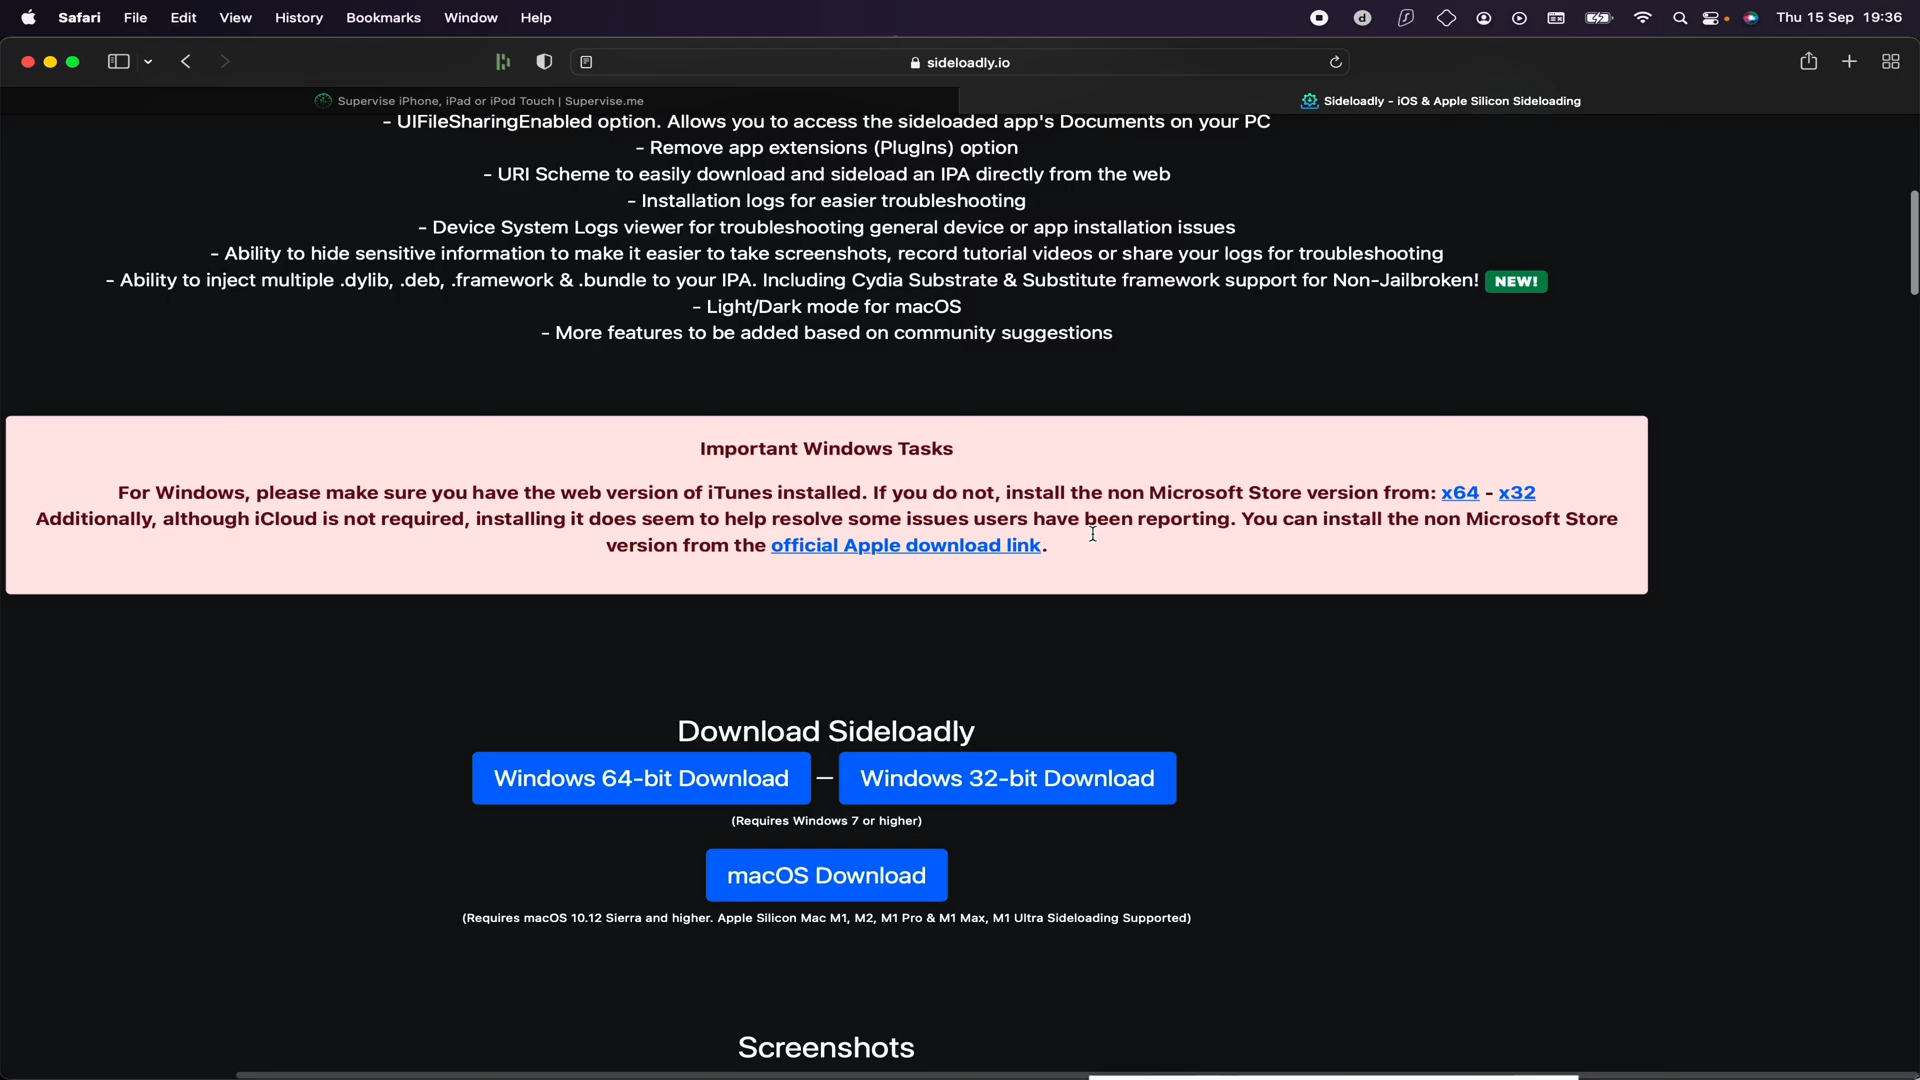 Safari File Edit View History Bookmarks Window Help Thu 15 Sep 19:36
sideloadly.io
Supervise iPhone, iPad or iPod Touch | Supervise.me
Sideloadly - iOS & Apple Silicon Sideloading
- UIFileSharingEnabled option. Allows you to access the sideloaded app's Documents on your PC
- Remove app extensions (PlugIns) option
- URI Scheme to easily download and sideload an IPA directly from the web
- Installation logs for easier troubleshooting
- Device System Logs viewer for troubleshooting general device or app installation issues
- Ability to hide sensitive information to make it easier to take screenshots, record tutorial videos or share your logs for troubleshooting
- Ability to inject multiple .dylib, .deb, .framework & .bundle to your IPA. Including Cydia Substrate & Substitute framework support for Non-Jailbroken! NEW!
- Light/Dark mode for macOS
- More features to be added based on community suggestions
Important Windows Tasks
For Windows, please make sure you have the web version of iTunes installed. If you do not, install the non Microsoft Store version from: x64 - x32
Additionally, although iCloud is not required, installing it does seem to help resolve some issues users have been reporting. You can install the non Microsoft Store
version from the official Apple download link.
Download Sideloadly
Windows 64-bit Download — Windows 32-bit Download
(Requires Windows 7 or higher)
macOS Download
(Requires macOS 10.12 Sierra and higher. Apple Silicon Mac M1, M2, M1 Pro & M1 Max, M1 Ultra Sideloading Supported)
Screenshots